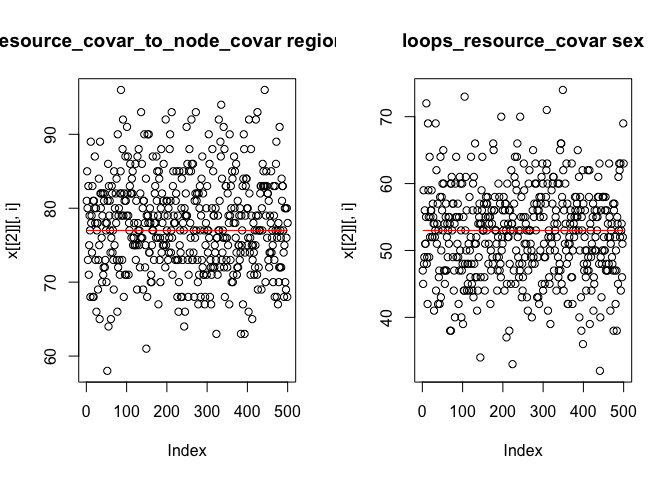 esource_covar_to_node_covar region
loops_resource_covar sex
x[[2]][, i]
60 70 80 90
0 100 200 300 400 500
Index
x[[2]][, i]
40 50 60 70
0 100 200 300 400 500
Index